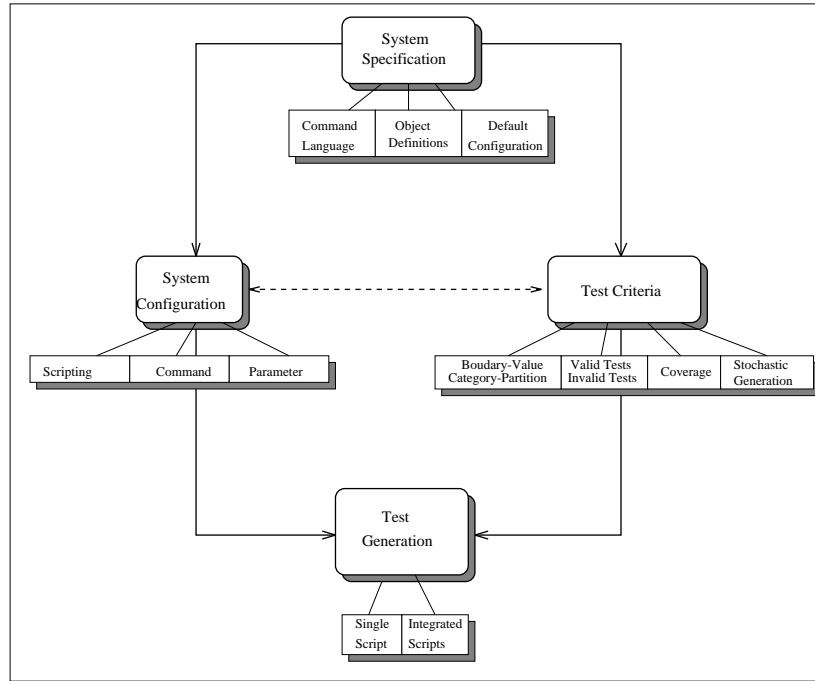 System
Specification
Command
Language
Object
Definitions
Default
Configuration
System
Configuration
Test Criteria
Scripting
Command
Parameter
Boudary-Value
Category-Partition
Valid Tests
Invalid Tests
Coverage
Stochastic
Generation
Test
Generation
Single
Script
Integrated
Scripts